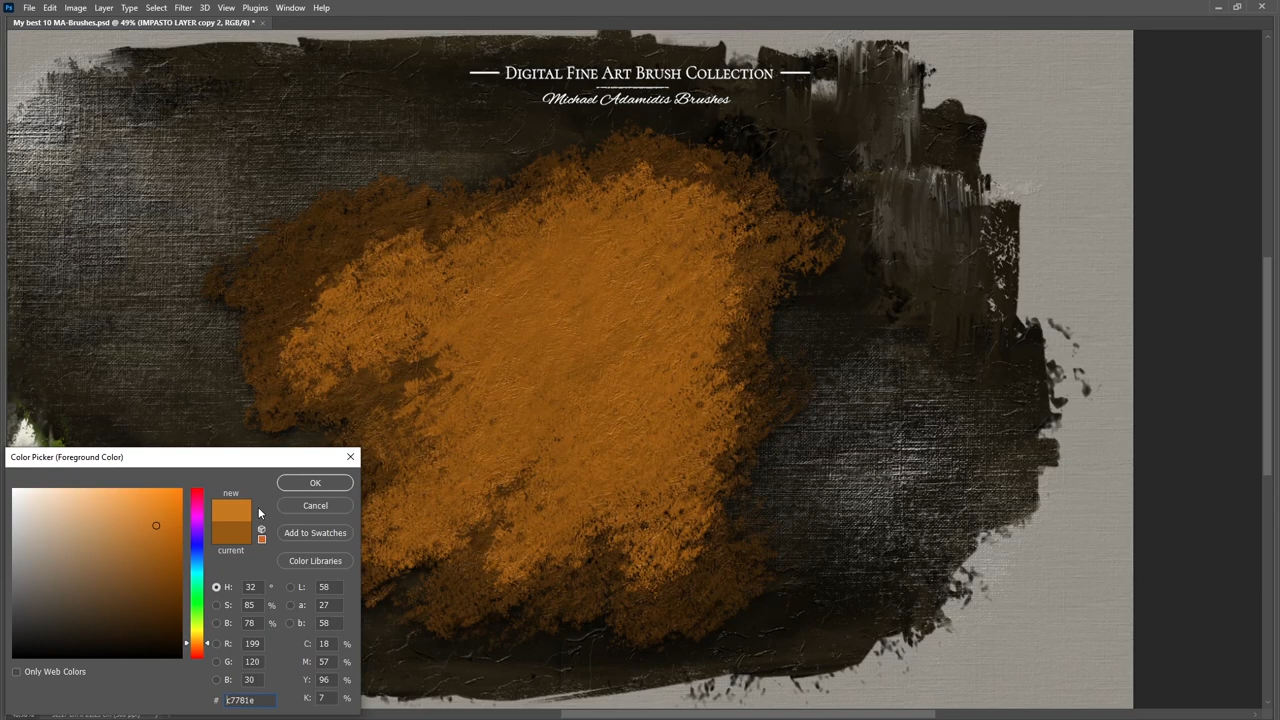 Ps File Edit Image Layer Type Select Filter 3D View Plugins Window Help
My best 10 MA-Brushes.psd @ 49% (IMPASTO LAYER copy 2, RGB/8) *
Digital Fine Art Brush Collection
Michael Adamidis Brushes
Color Picker (Foreground Color)
new
current
OK
Cancel
Add to Swatches
Color Libraries
H: 32 ° L: 58
S: 85 % a: 27
B: 78 % b: 58
R: 199 C: 18 %
G: 120 M: 57 %
B: 30 Y: 96 %
# c7781e K: 7 %
Only Web Colors